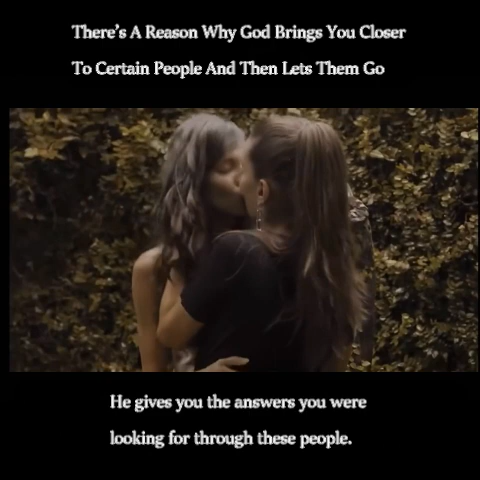 There's A Reason Why God Brings You Closer
To Certain People And Then Lets Them Go
He gives you the answers you were
looking for through these people.